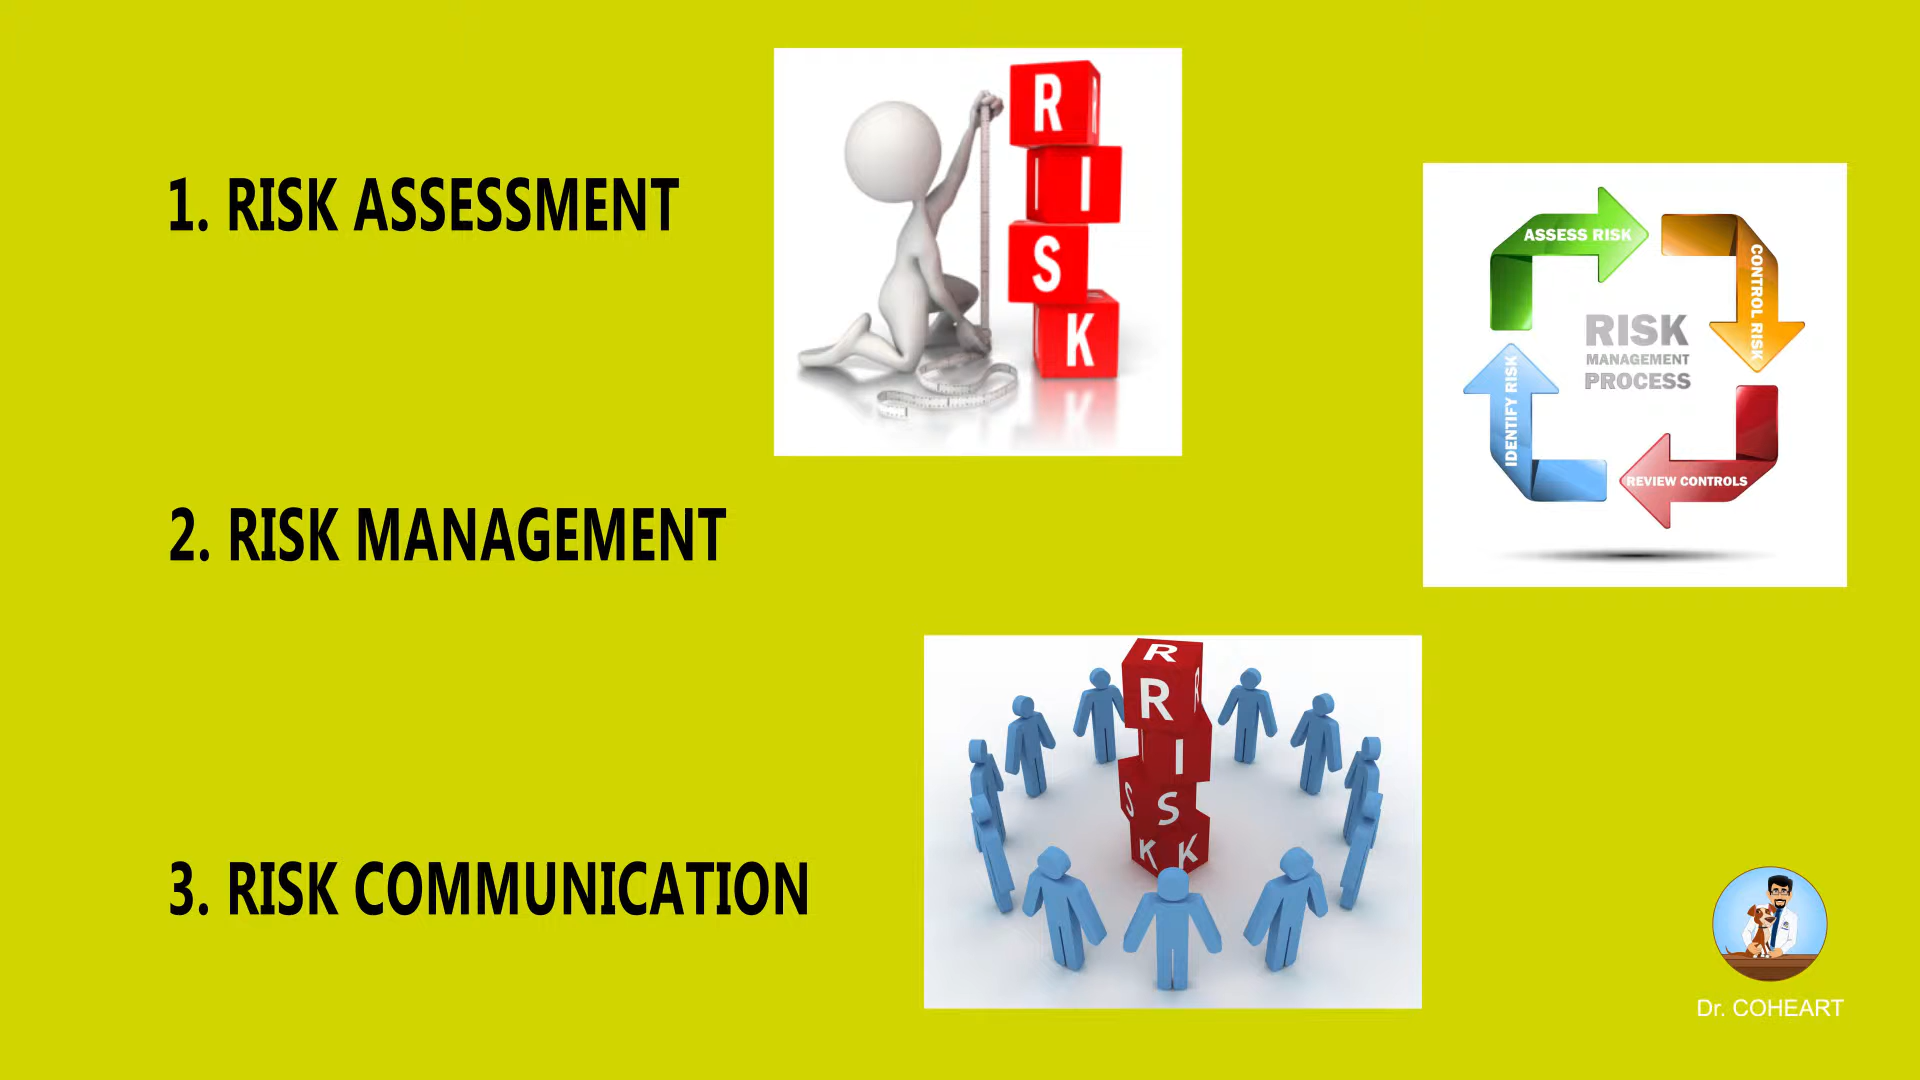 1. RISK ASSESSMENT
R
I
S
K
ASSESS RISK
CONTROL RISK
RISK
MANAGEMENT
PROCESS
IDENTIFY RISK
REVIEW CONTROLS
2. RISK MANAGEMENT
R
R R
I
S S
K K
3. RISK COMMUNICATION
Dr. COHEART